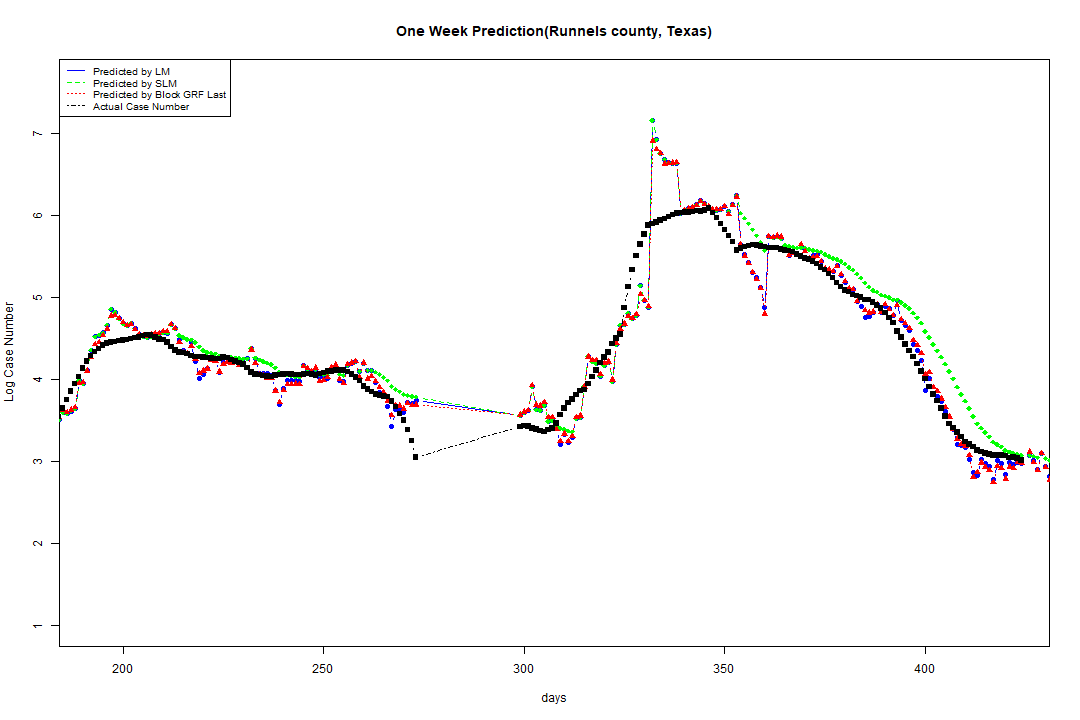 One Week Prediction(Runnels county, Texas)
Predicted by LM
Predicted by SLM
Predicted by Block GRF Last
Actual Case Number
7
6
5
4
3
2
1
Log Case Number
200 250 300 350 400
days